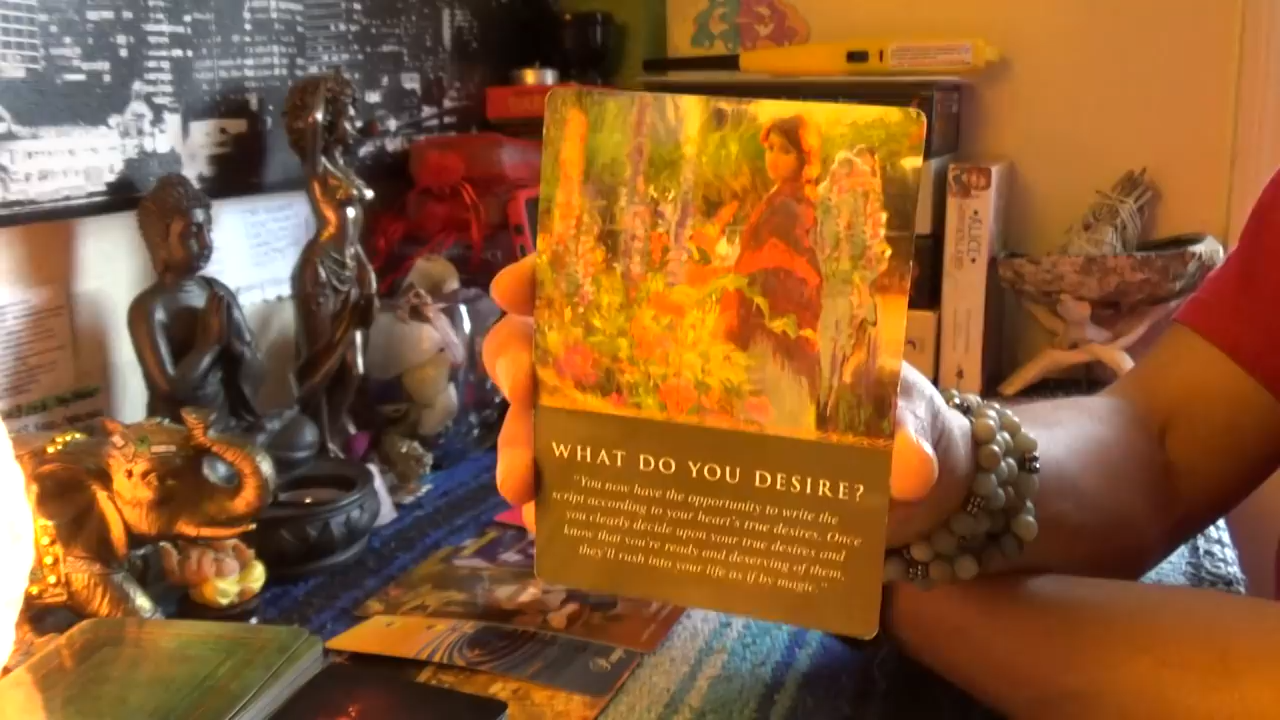 WHAT DO YOU DESIRE?
"You now have the opportunity to write the
script according to your heart's true desires. Once
you clearly decide upon your true desires and
know that you're ready and deserving of them,
they'll rush into your life as if by magic."